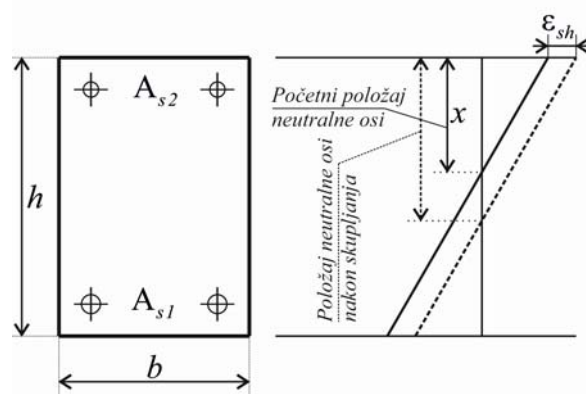 A_{s2}
h
A_{s1}
b
ε_{sh}
Početni položaj
neutralne osi
x
Položaj neutralne osi
nakon skupljanja